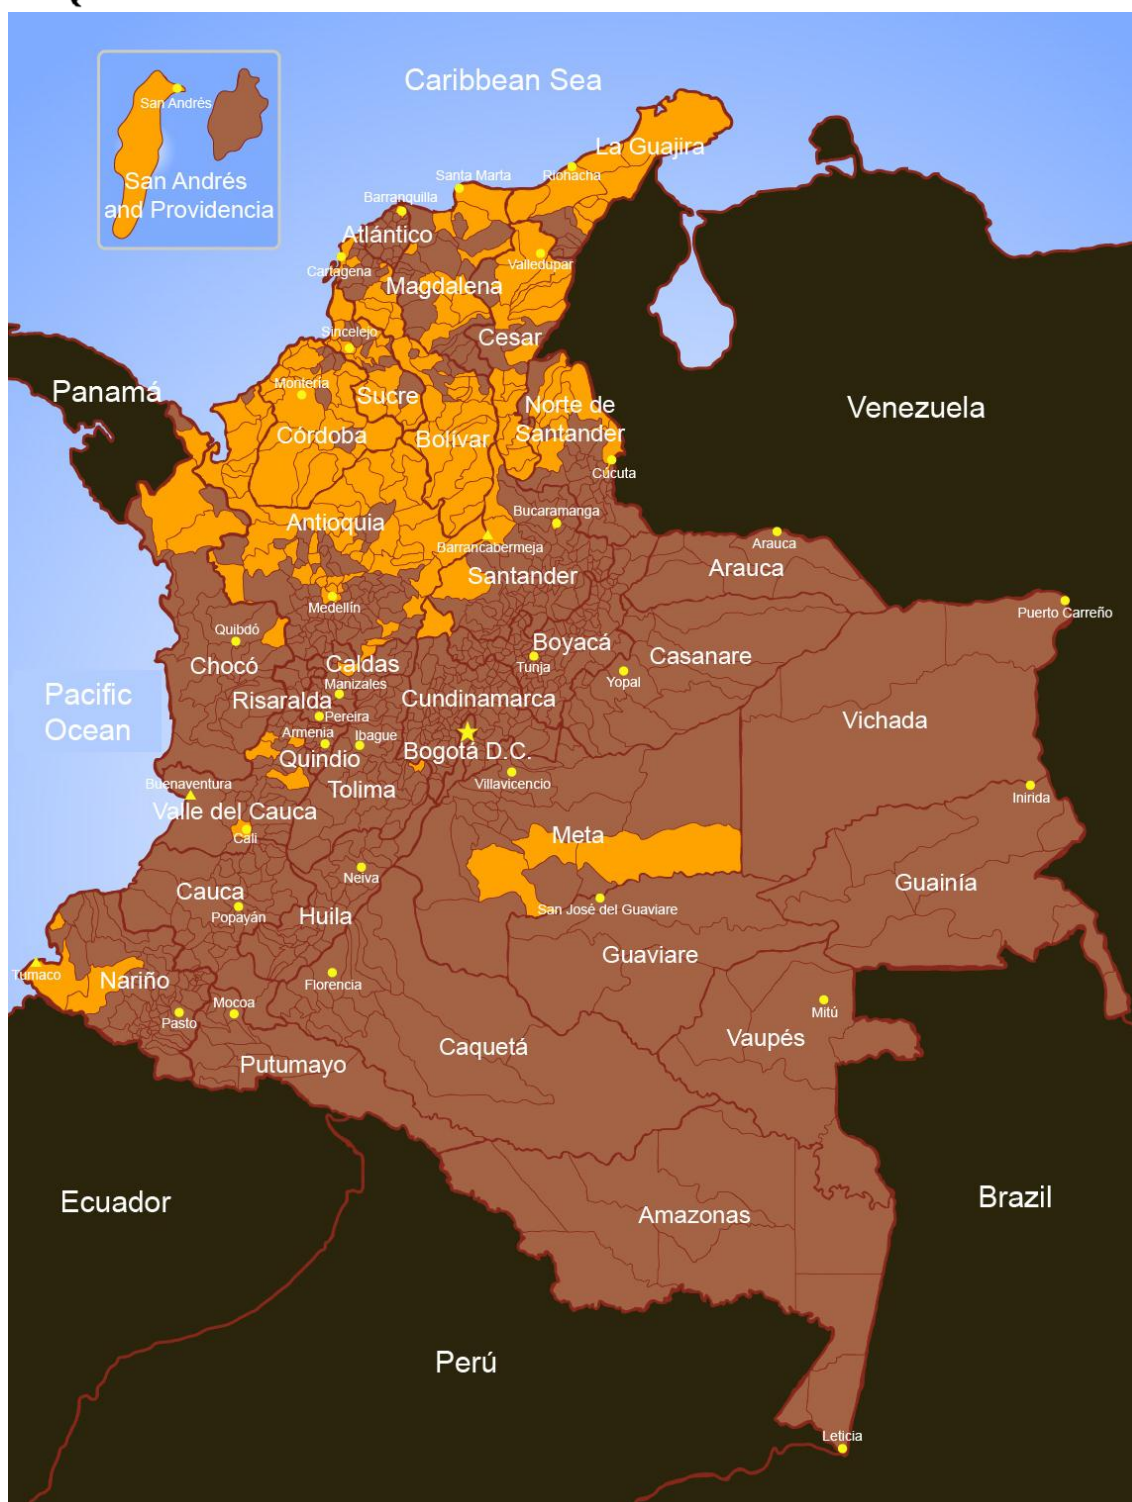 Caribbean Sea
San Andrés
San Andrés
and Providencia
La Guajira
Riohacha
Santa Marta
Barranquilla
Atlántico
Cartagena
Valledupar
Magdalena
Sincelejo
Cesar
Panamá
Montería
Sucre
Norte de
Santander
Venezuela
Córdoba
Bolívar
Cúcuta
Antioquia
Bucaramanga
Barrancabermeja
Arauca
Arauca
Santander
Medellín
Puerto Carreño
Quibdó
Boyacá
Chocó
Caldas
Tunja
Casanare
Yopal
Manizales
Pacific
Ocean
Risaralda
Cundinamarca
Pereira
Vichada
Armenia
Ibague
Quindio
Bogotá D.C.
Buenaventura
Tolima
Villavicencio
Inirida
Valle del Cauca
Cali
Meta
Neiva
Cauca
Guainía
Popayán
Huila
San José del Guaviare
Guaviare
Tumaco
Nariño
Florencia
Mocoa
Pasto
Mitú
Vaupés
Caquetá
Putumayo
Ecuador
Brazil
Amazonas
Perú
Leticia